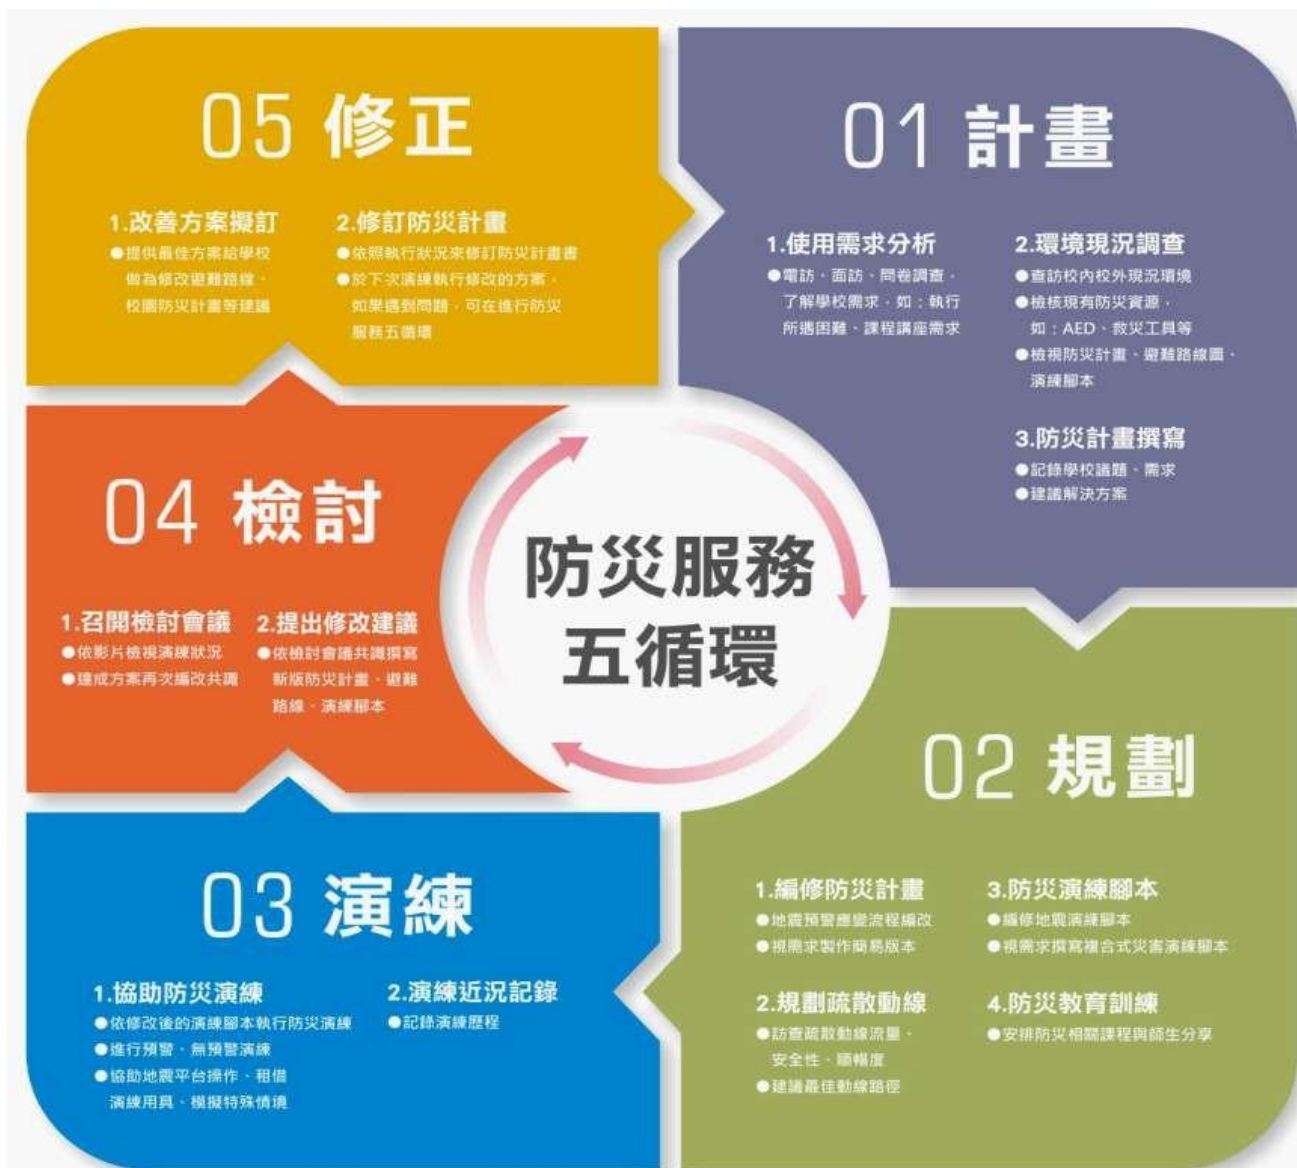 05 修正
1.改善方案擬訂
●提供最佳方案給學校
做為修改避難路線、
校園防災計畫等建議
2.修訂防災計畫
●依照執行狀況來修訂防災計畫書
●於下次演練執行修改的方案，
如果遇到問題，可在進行防災
服務五循環
01 計畫
1.使用需求分析
●電訪、面訪、問卷調查，
了解學校需求，如：執行
所遇困難、課程講座需求
2.環境現況調查
●查訪校內校外現況環境
●檢核現有防災資源，
如：AED、救災工具等
●檢視防災計畫、避難路線圖、
演練腳本
3.防災計畫撰寫
●記錄學校議題、需求
●建議解決方案
04 檢討
1.召開檢討會議
●依影片檢視演練狀況
●達成方案再次編改共識
2.提出修改建議
●依檢討會議共識撰寫
新版防災計畫、避難
路線、演練腳本
防災服務
五循環
02 規劃
1.編修防災計畫
●地震預警應變流程編改
●視需求製作簡易版本
2.規劃疏散動線
●訪查疏散動線流量、
安全性、順暢度
●建議最佳動線路徑
3.防災演練腳本
●編修地震演練腳本
●視需求撰寫複合式災害演練腳本
4.防災教育訓練
●安排防災相關課程與師生分享
03 演練
1.協助防災演練
●依修改後的演練腳本執行防災演練
●進行預警、無預警演練
●協助地震平台操作、租借
演練用具、模擬特殊情境
2.演練近況記錄
●記錄演練歷程